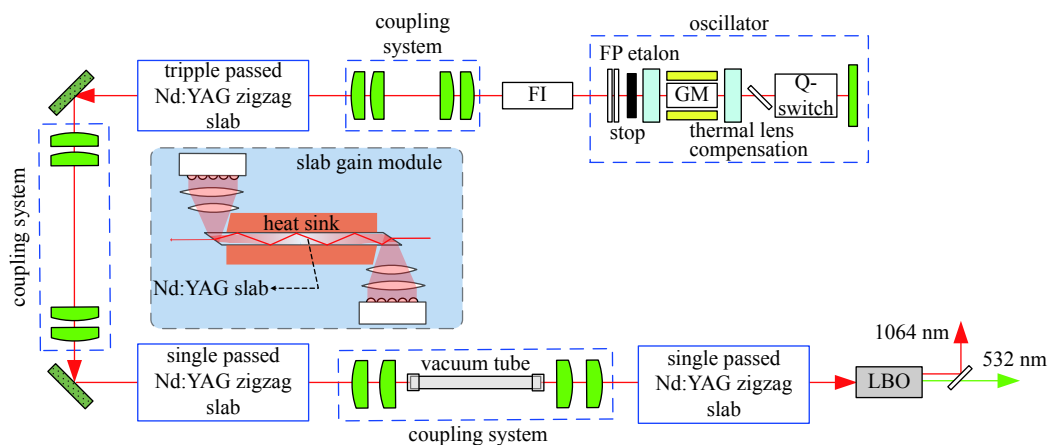 oscillator
coupling
system
FP etalon
tripple passed
Nd:YAG zigzag
slab
FI
GM
Q-
switch
stop
thermal lens
compensation
coupling system
slab gain module
heat sink
Nd:YAG slab
single passed
Nd:YAG zigzag
slab
vacuum tube
coupling system
single passed
Nd:YAG zigzag
slab
LBO
1064 nm
532 nm